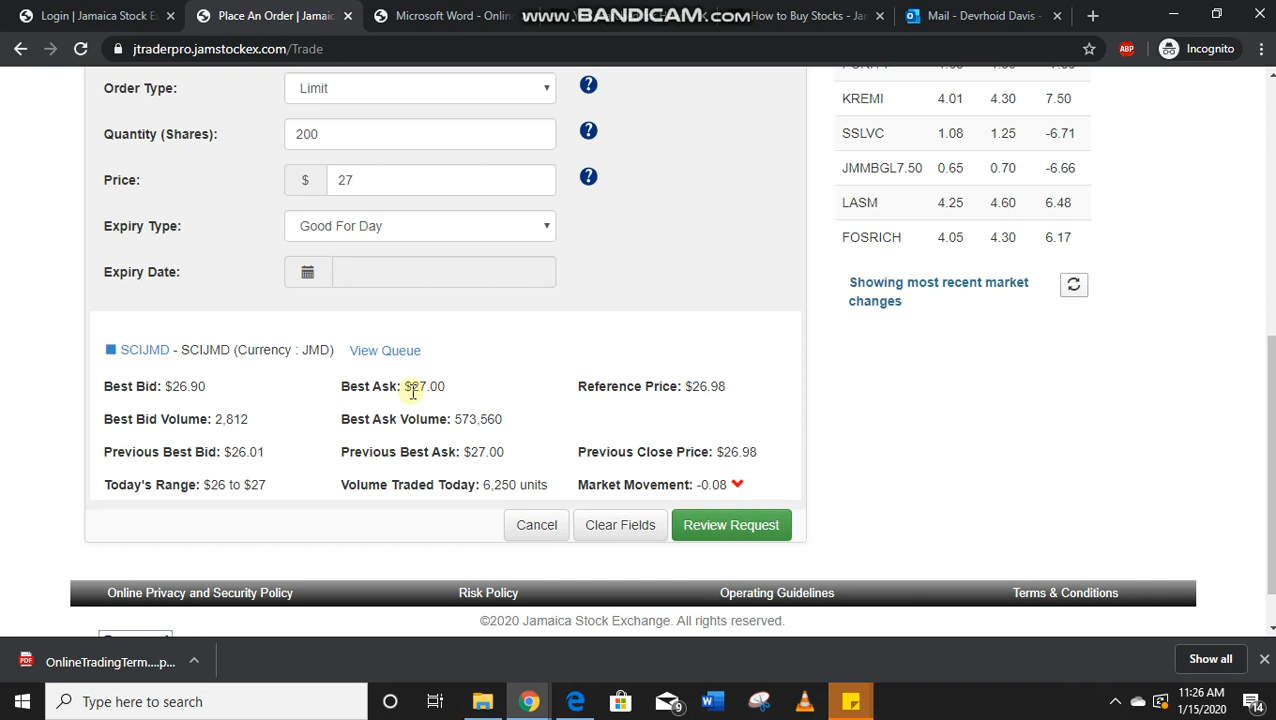 Login | Jamaica Stock E
Place An Order | Jamaic
Microsoft Word - Onlin
How to Buy Stocks - Ja
Mail - Devrhoid Davis -
www.BANDICAM.com
jtraderpro.jamstockex.com/Trade
ABP
Incognito
Order Type:
Limit
?
Quantity (Shares):
200
?
Price:
$
27
?
Expiry Type:
Good For Day
Expiry Date:
KREMI 4.01 4.30 7.50
SSLVC 1.08 1.25 -6.71
JMMBGL7.50 0.65 0.70 -6.66
LASM 4.25 4.60 6.48
FOSRICH 4.05 4.30 6.17
Showing most recent market
changes
SCIJMD - SCIJMD (Currency : JMD) View Queue
Best Bid: $26.90 Best Ask: $27.00 Reference Price: $26.98
Best Bid Volume: 2,812 Best Ask Volume: 573,560
Previous Best Bid: $26.01 Previous Best Ask: $27.00 Previous Close Price: $26.98
Today's Range: $26 to $27 Volume Traded Today: 6,250 units Market Movement: -0.08
Cancel
Clear Fields
Review Request
Online Privacy and Security Policy Risk Policy Operating Guidelines Terms & Conditions
©2020 Jamaica Stock Exchange. All rights reserved.
PDF
OnlineTradingTerm....p...
Show all
Type here to search
9
11:26 AM
1/15/2020
14